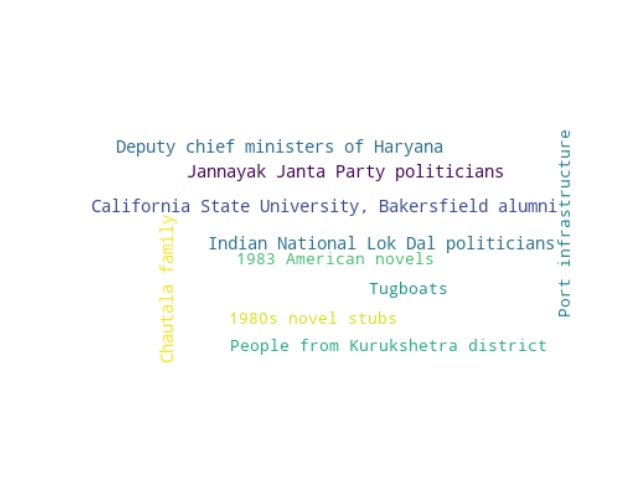 Deputy chief ministers of Haryana
Jannayak Janta Party politicians
California State University, Bakersfield alumni
Indian National Lok Dal politicians
1983 American novels
Tugboats
1980s novel stubs
People from Kurukshetra district
Chautala family
Port infrastructure